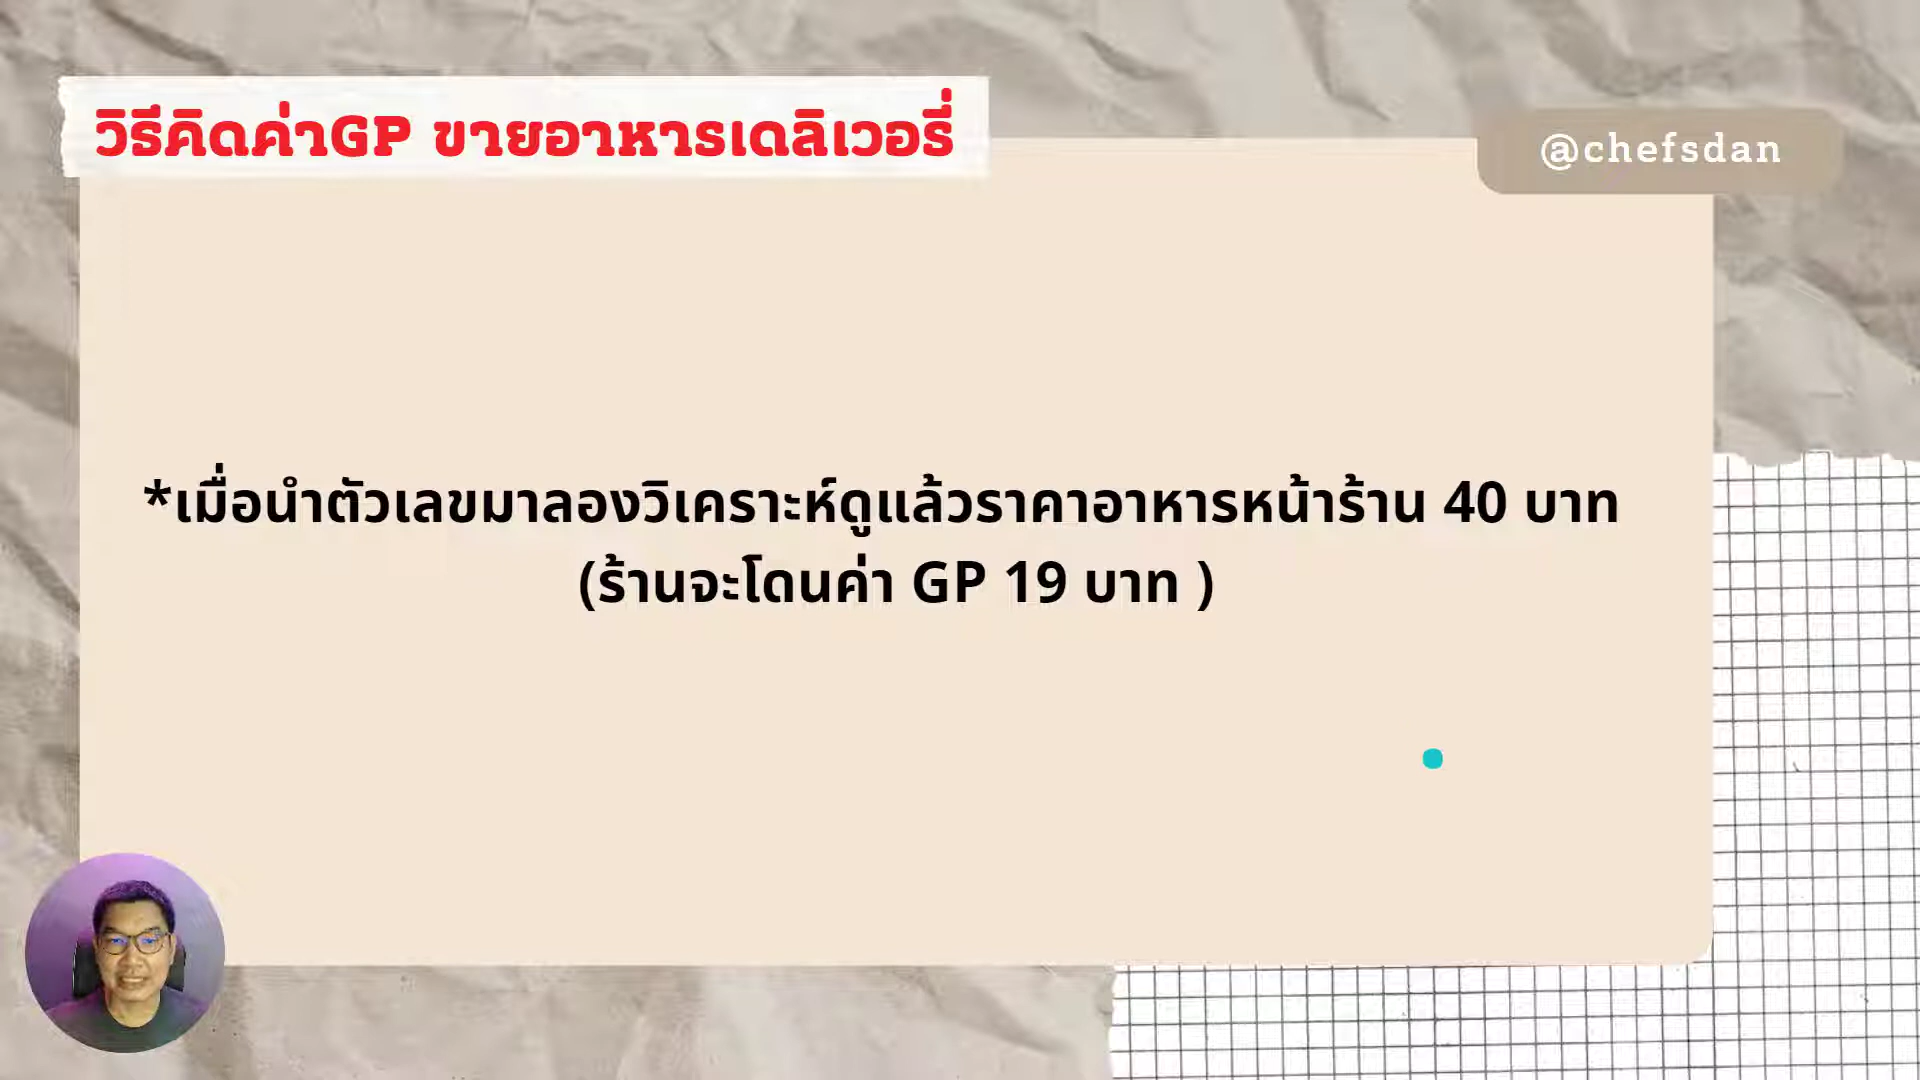 วิธีคิดค่าGP ขายอาหารเดลิเวอรี่
@chefsdan
*เมื่อนำตัวเลขมาลองวิเคราะห์ดูแล้วราคาอาหารหน้าร้าน 40 บาท
(ร้านจะโดนค่า GP 19 บาท )